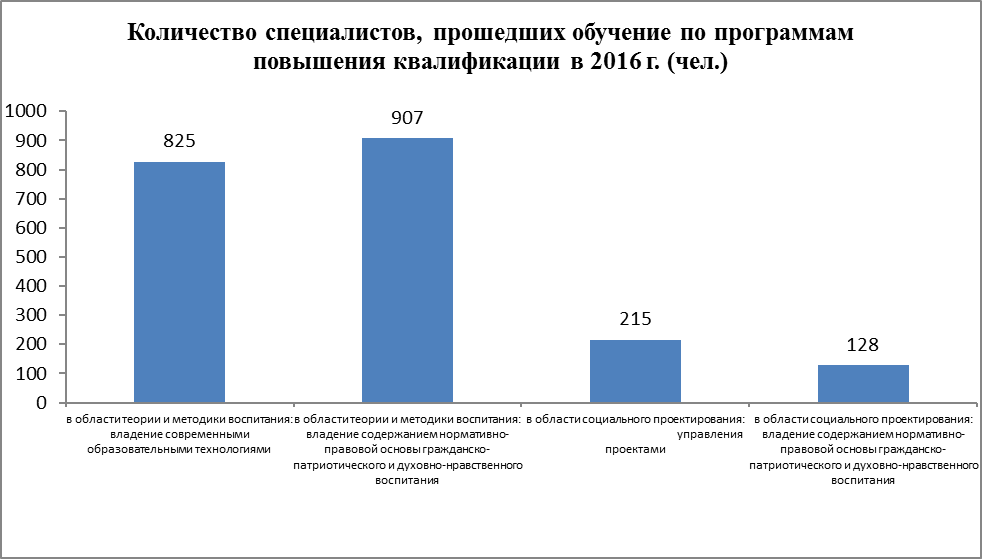 Количество специалистов, прошедших обучение по программам
повышения квалификации в 2016 г. (чел.)
1000
900
800
700
600
500
400
300
200
100
0
825
907
215
128
в области теории и методики воспитания:
владение современными
образовательными технологиями
в области теории и методики воспитания:
владение содержанием нормативно-
правовой основы гражданско-
патриотического и духовно-нравственного
воспитания
в области социального проектирования:
управления
проектами
в области социального проектирования:
владение содержанием нормативно-
правовой основы гражданско-
патриотического и духовно-нравственного
воспитания